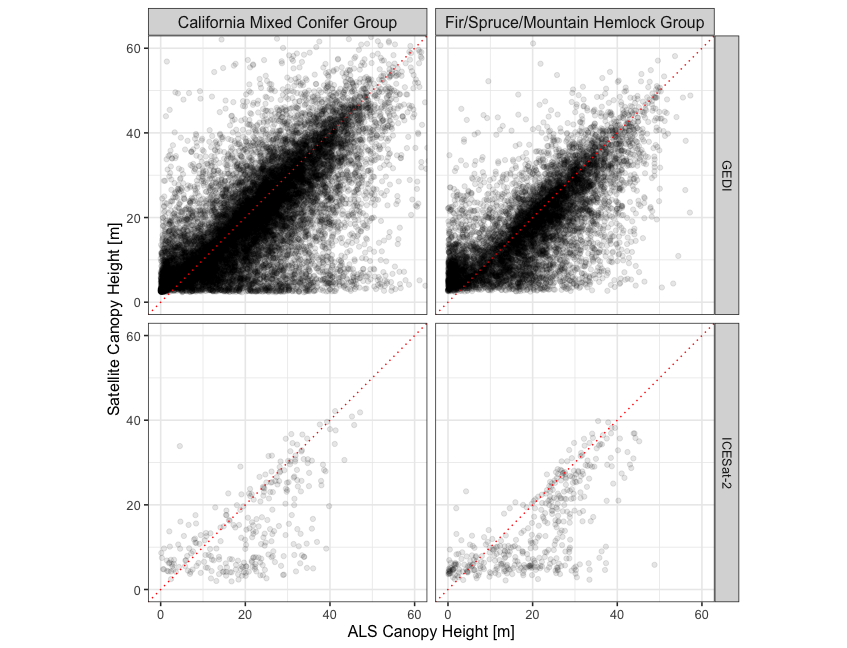 California Mixed Conifer Group
Fir/Spruce/Mountain Hemlock Group
60
40
20
0
GEDI
Satellite Canopy Height [m]
60
40
20
0
ICESat-2
0 20 40 60
0 20 40 60
ALS Canopy Height [m]